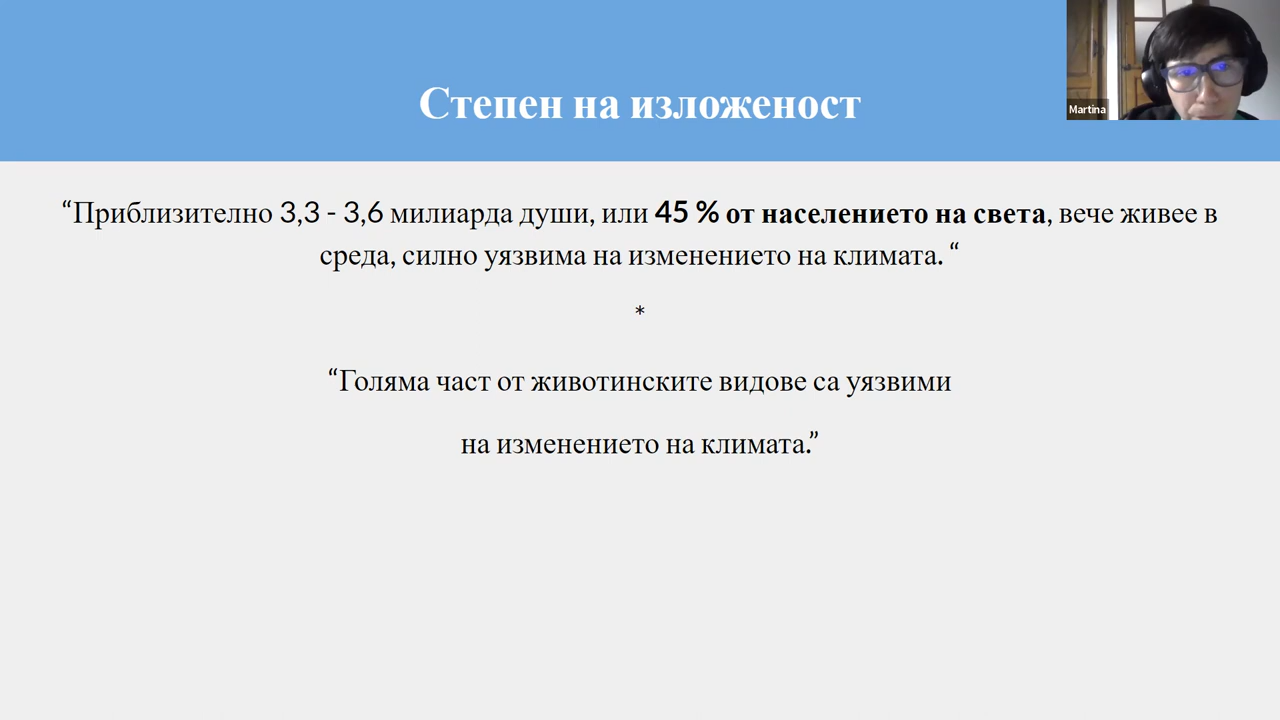 Степен на изложеност
Martina
“Приблизително 3,3 - 3,6 милиарда души, или 45 % от населението на света, вече живее в
среда, силно уязвима на изменението на климата. “
*
“Голяма част от животинските видове са уязвими
на изменението на климата.”